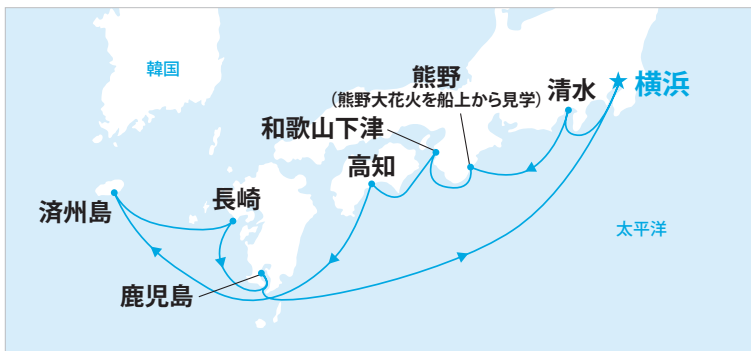 韓国
熊野
（熊野大花火を船上から見学）
清水
横浜
和歌山下津
高知
長崎
済州島
太平洋
鹿児島